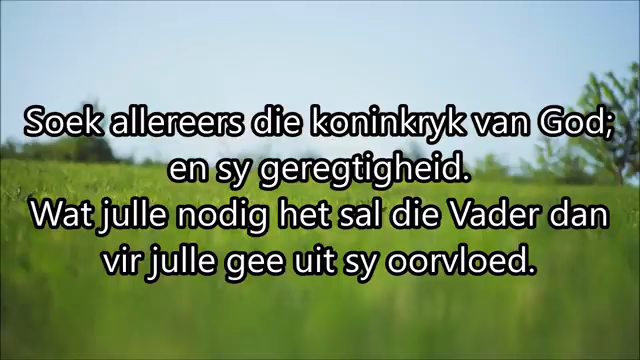 Soek allereers die koninkryk van God;
en sy geregtigheid.
Wat julle nodig het sal die Vader dan
vir julle gee uit sy oorvloed.